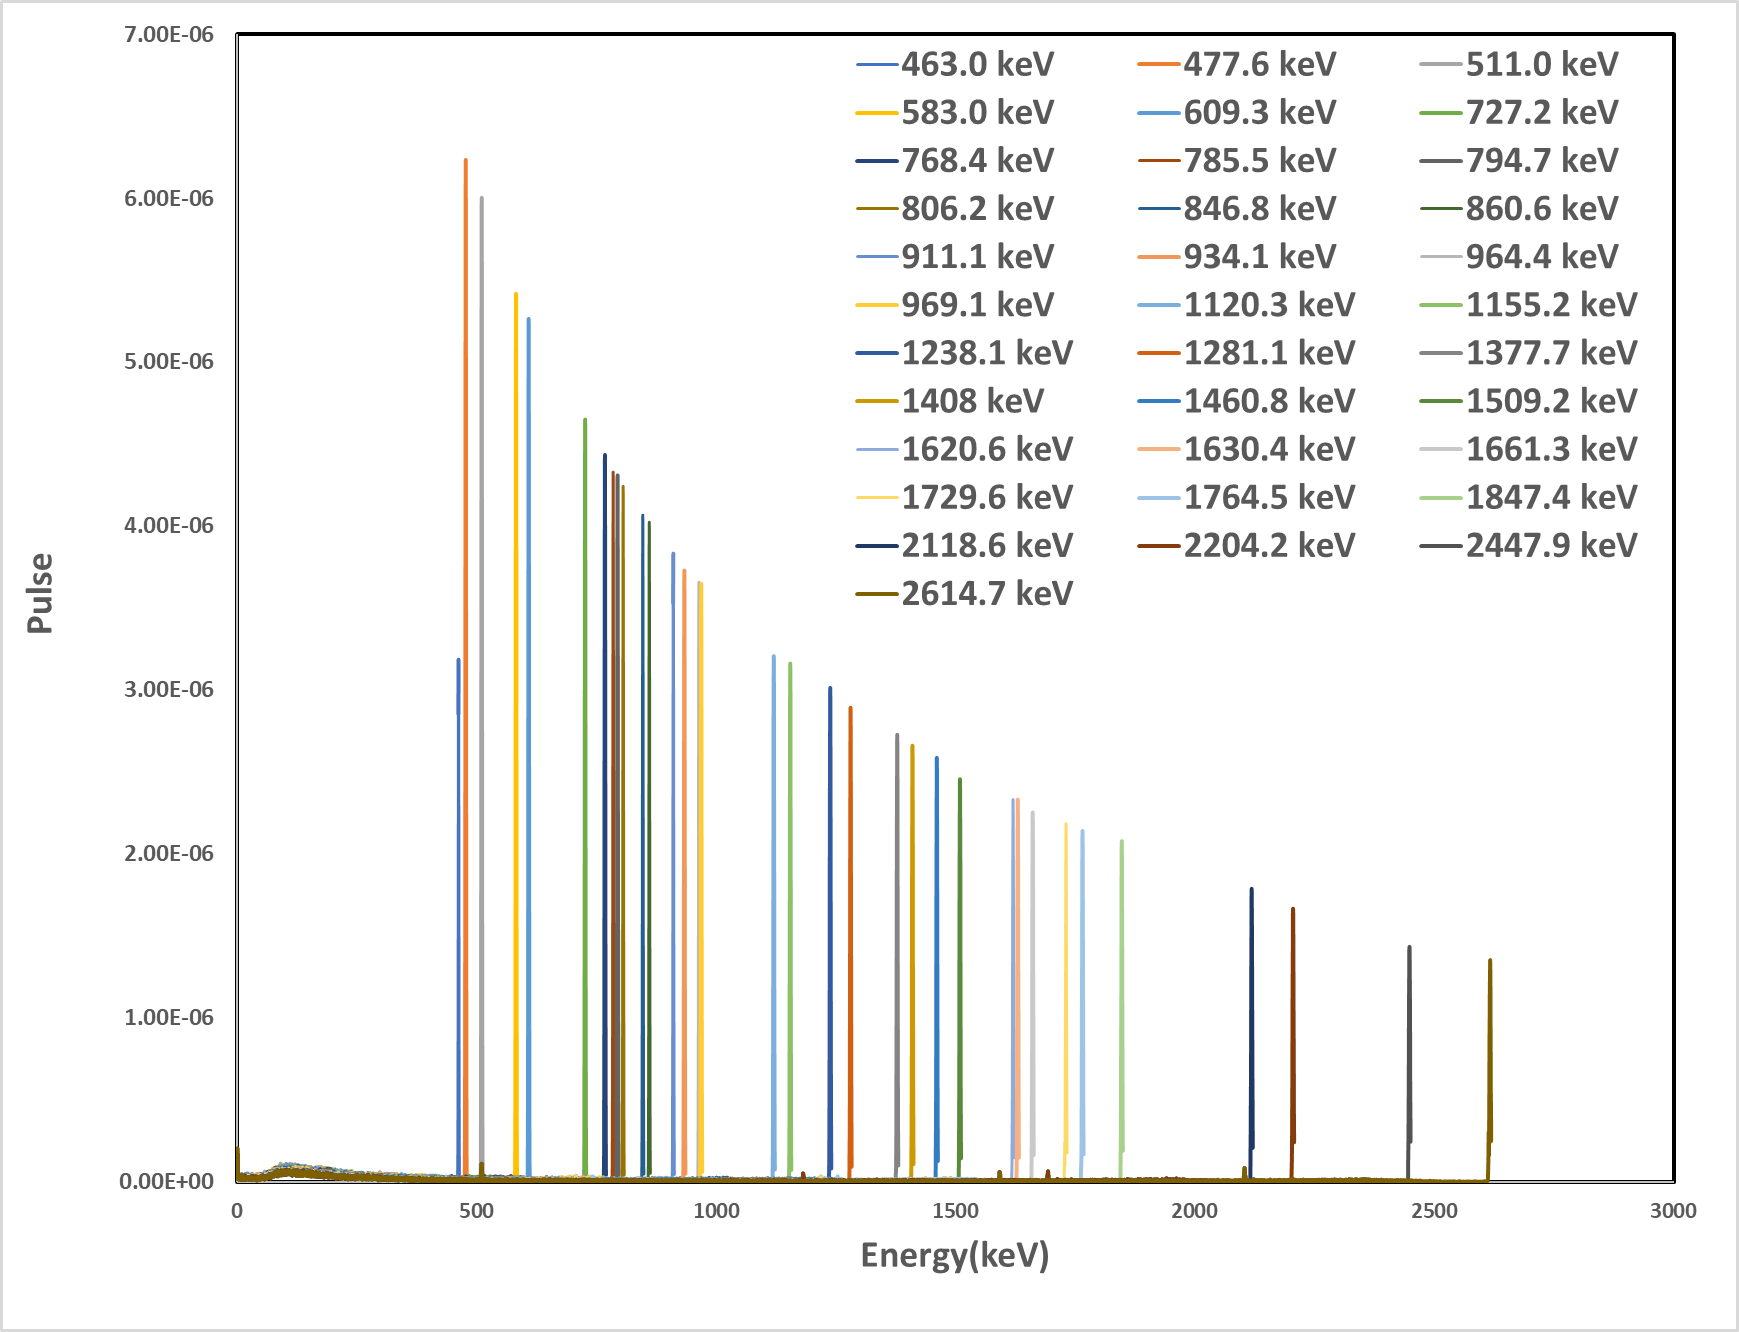 7.00E-06
6.00E-06
5.00E-06
4.00E-06
3.00E-06
2.00E-06
1.00E-06
0.00E+00
Pulse
463.0 keV 477.6 keV 511.0 keV
583.0 keV 609.3 keV 727.2 keV
768.4 keV 785.5 keV 794.7 keV
806.2 keV 846.8 keV 860.6 keV
911.1 keV 934.1 keV 964.4 keV
969.1 keV 1120.3 keV 1155.2 keV
1238.1 keV 1281.1 keV 1377.7 keV
1408 keV 1460.8 keV 1509.2 keV
1620.6 keV 1630.4 keV 1661.3 keV
1729.6 keV 1764.5 keV 1847.4 keV
2118.6 keV 2204.2 keV 2447.9 keV
2614.7 keV
0 500 1000 1500 2000 2500 3000
Energy(keV)